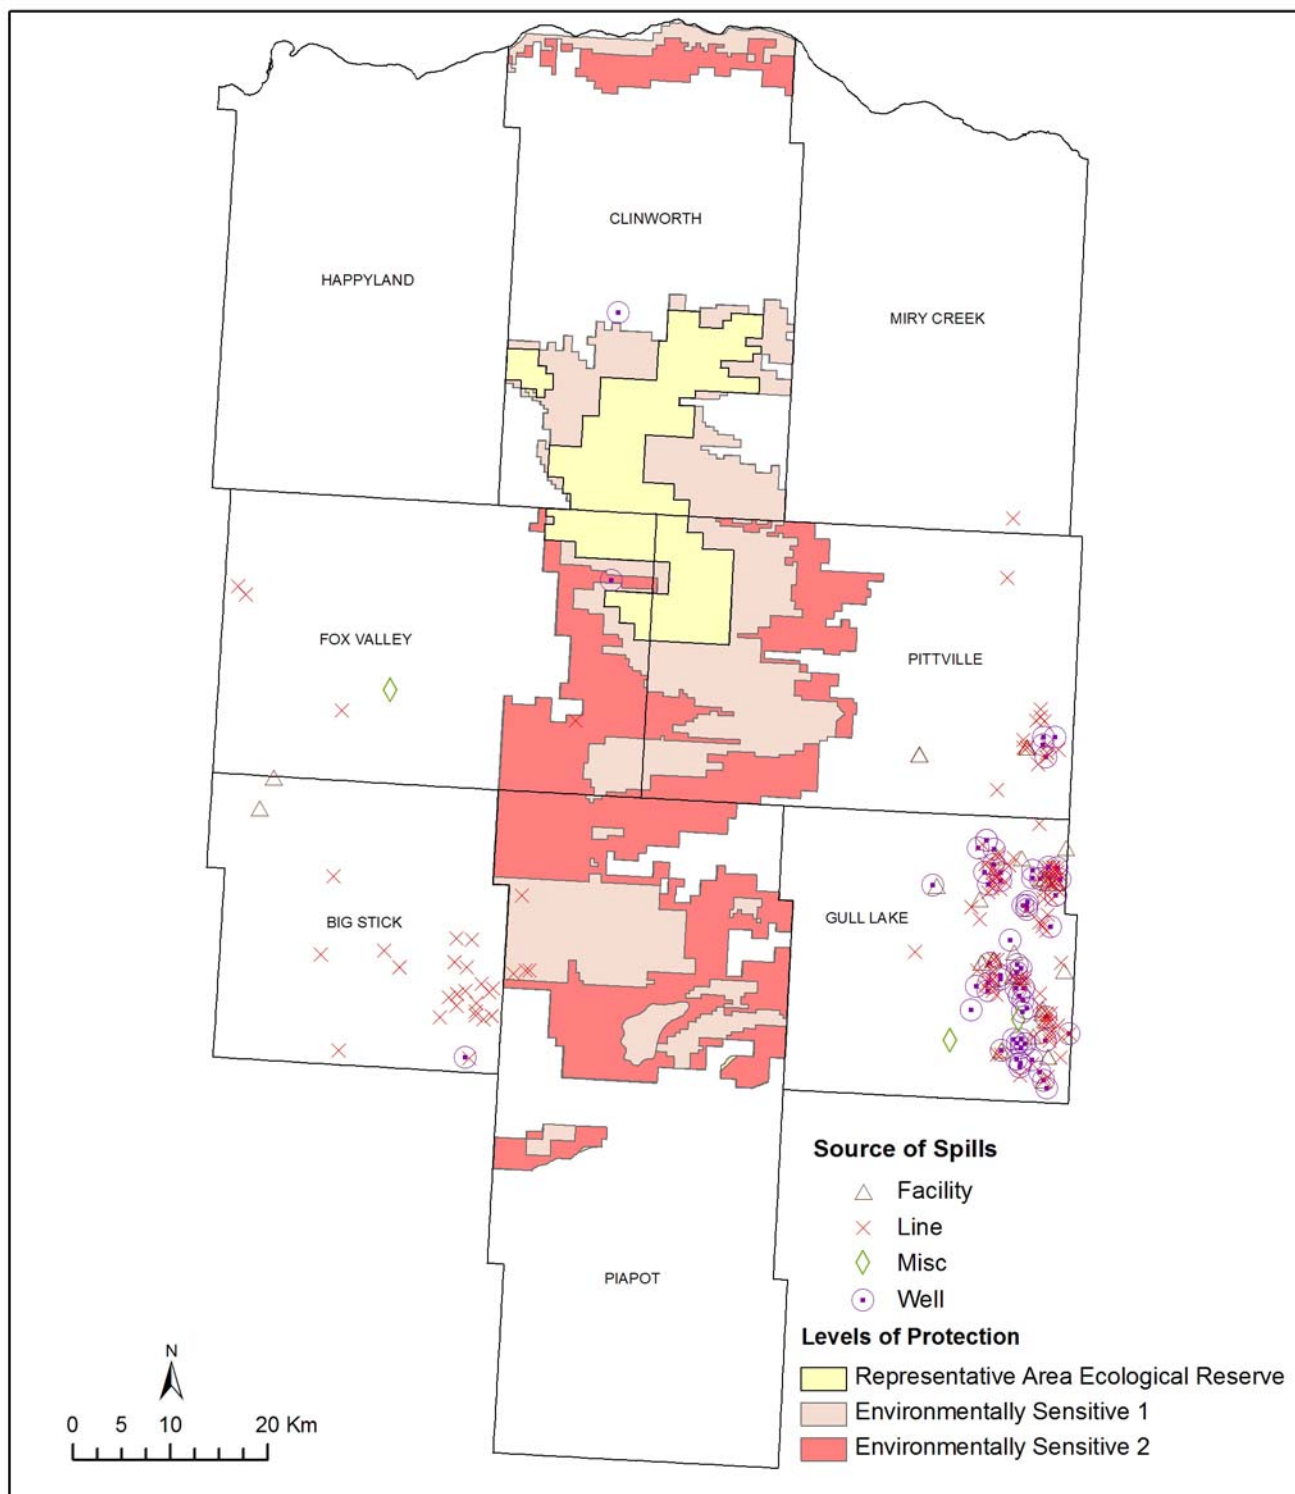 CLINWORTH
HAPPYLAND
MIRY CREEK
FOX VALLEY
PITTVILLE
BIG STICK
GULL LAKE
PIAPOT
Source of Spills
Facility
Line
Misc
Well
Levels of Protection
Representative Area Ecological Reserve
Environmentally Sensitive 1
Environmentally Sensitive 2
N
0 5 10 20 Km